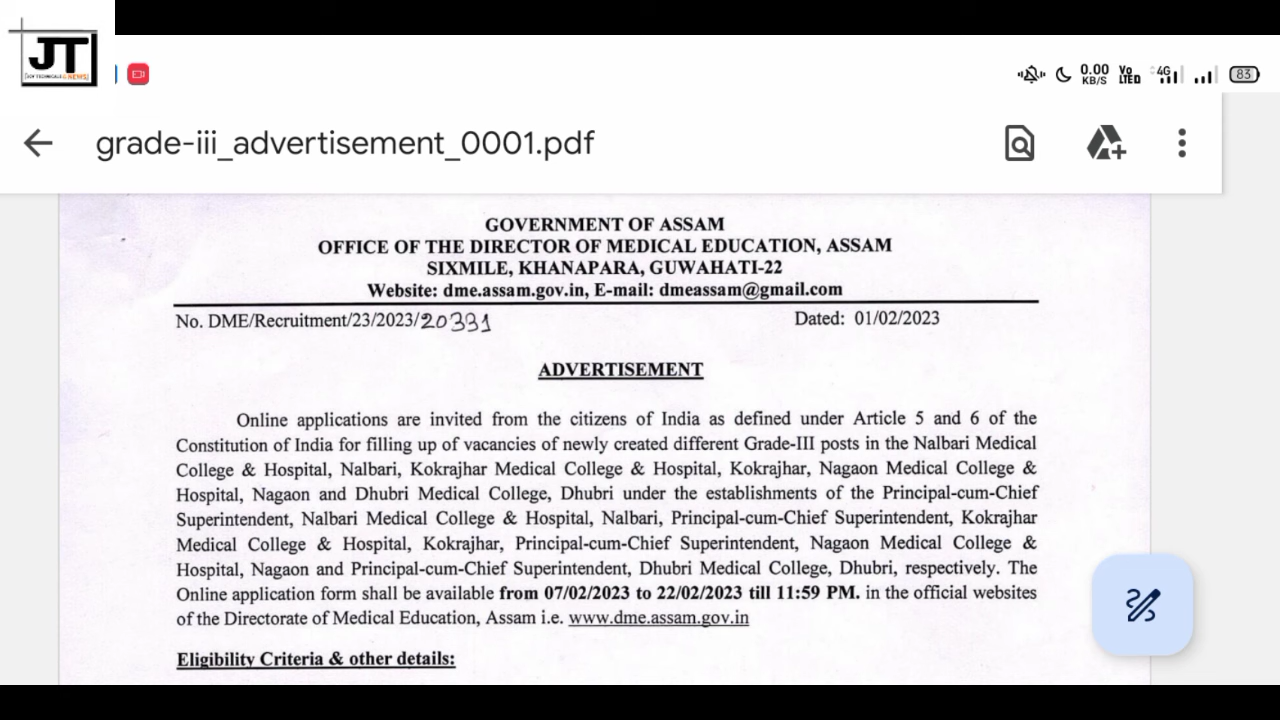 JT
0.00
KB/S
Vo
LTED
4G
83
grade-iii_advertisement_0001.pdf
GOVERNMENT OF ASSAM
OFFICE OF THE DIRECTOR OF MEDICAL EDUCATION, ASSAM
SIXMILE, KHANAPARA, GUWAHATI-22
Website: dme.assam.gov.in, E-mail: dmeassam@gmail.com
No. DME/Recruitment/23/2023/20331 Dated: 01/02/2023
ADVERTISEMENT
Online applications are invited from the citizens of India as defined under Article 5 and 6 of the
Constitution of India for filling up of vacancies of newly created different Grade-III posts in the Nalbari Medical
College & Hospital, Nalbari, Kokrajhar Medical College & Hospital, Kokrajhar, Nagaon Medical College &
Hospital, Nagaon and Dhubri Medical College, Dhubri under the establishments of the Principal-cum-Chief
Superintendent, Nalbari Medical College & Hospital, Nalbari, Principal-cum-Chief Superintendent, Kokrajhar
Medical College & Hospital, Kokrajhar, Principal-cum-Chief Superintendent, Nagaon Medical College &
Hospital, Nagaon and Principal-cum-Chief Superintendent, Dhubri Medical College, Dhubri, respectively. The
Online application form shall be available from 07/02/2023 to 22/02/2023 till 11:59 PM. in the official websites
of the Directorate of Medical Education, Assam i.e. www.dme.assam.gov.in
Eligibility Criteria & other details: